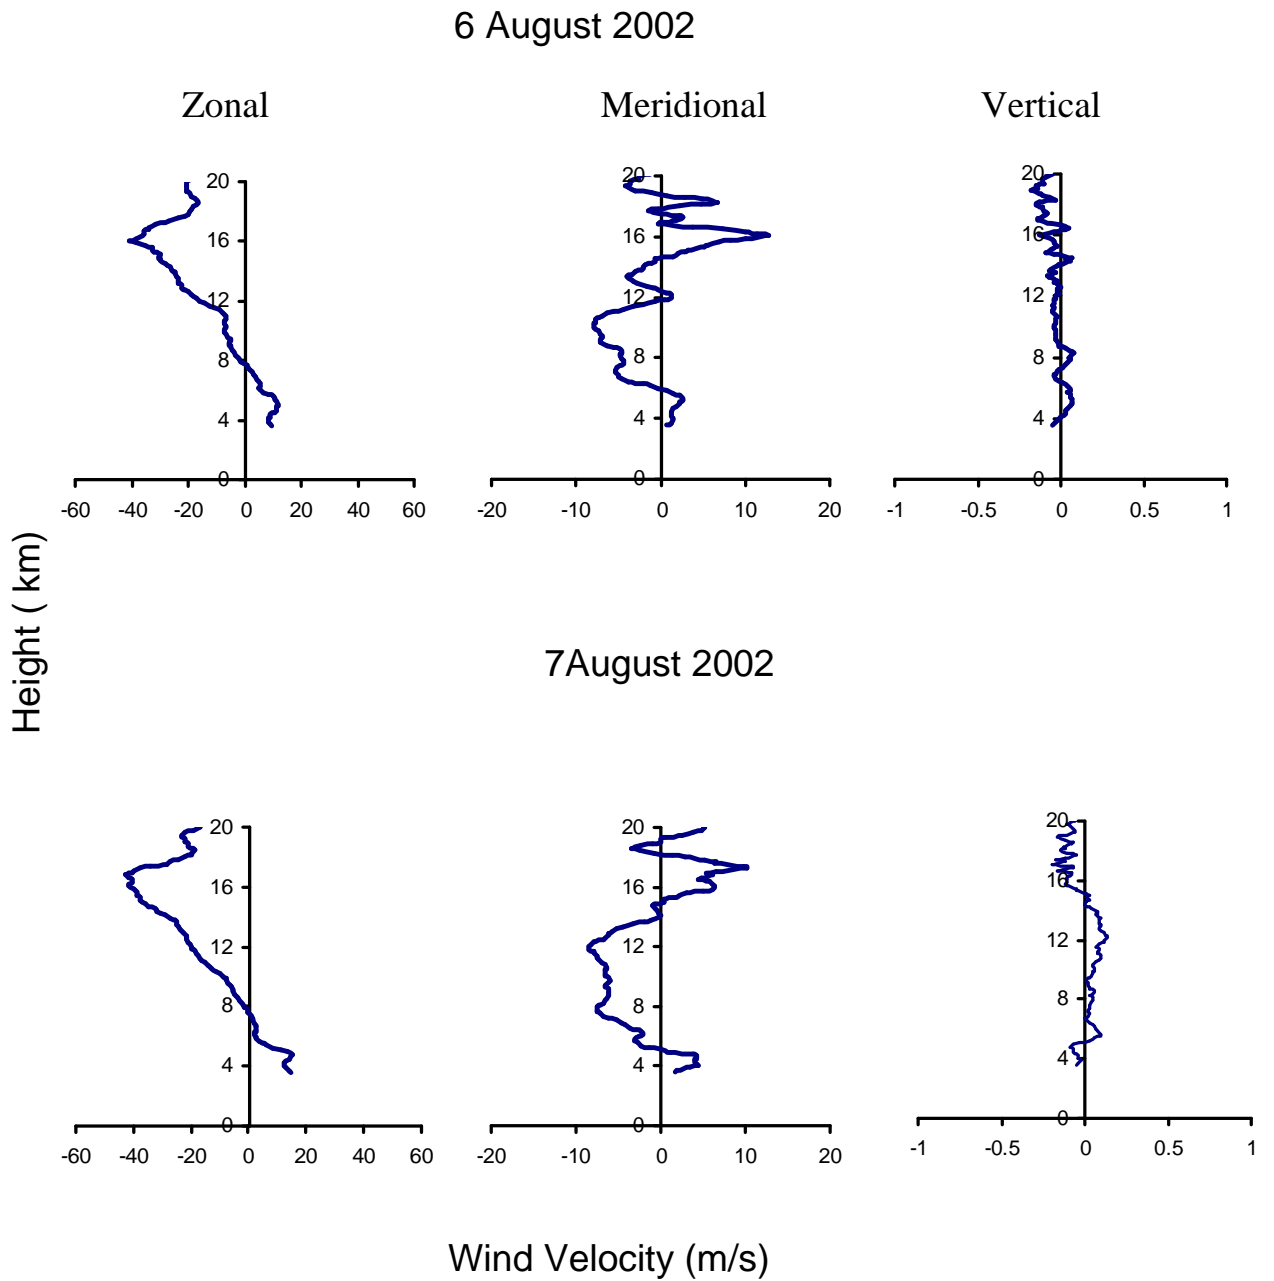 6 August 2002
Zonal Meridional Vertical
20 20 20
16 16 16
12 12 12
8 8 8
4 4 4
0 0 0
-60 -40 -20 0 20 40 60 -20 -10 0 10 20 -1 -0.5 0 0.5 1
Height ( km)
7August 2002
20 20 20
16 16 16
12 12 12
8 8 8
4 4 4
0 0 0
-60 -40 -20 0 20 40 60 -20 -10 0 10 20 -1 -0.5 0 0.5 1
Wind Velocity (m/s)